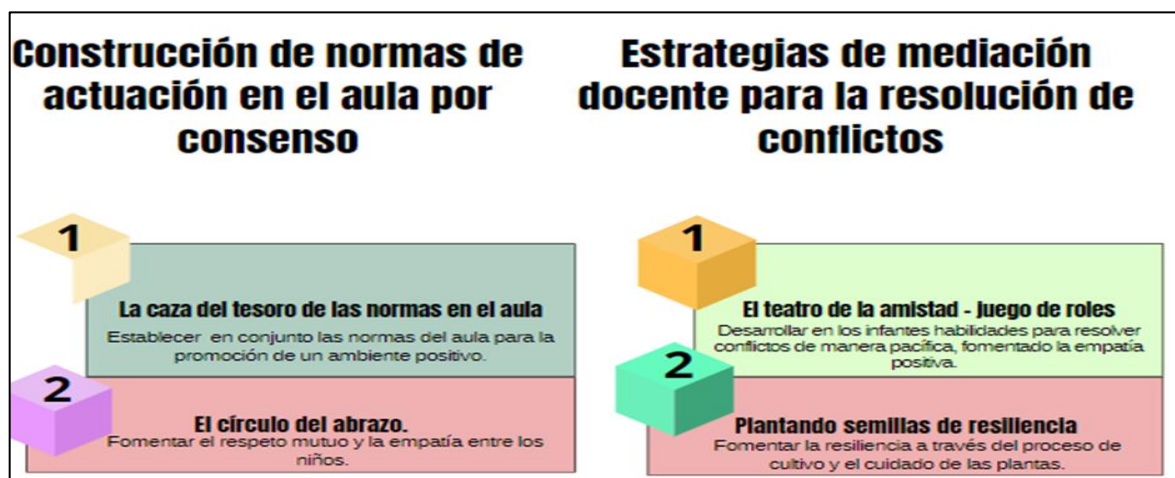 Construcción de normas de
actuación en el aula por
consenso
1
La caza del tesoro de las normas en el aula
Establecer en conjunto las normas del aula para la
promoción de un ambiente positivo.
2
El círculo del abrazo.
Fomentar el respeto mutuo y la empatía entre los
niños.
Estrategias de mediación
docente para la resolución de
conflictos
1
El teatro de la amistad - Juego de roles
Desarrollar en los infantes habilidades para resolver
conflictos de manera pacífica, fomentado la empatía
positiva.
2
Plantando semillas de resiliencia
Fomentar la resiliencia a través del proceso de
cultivo y el cuidado de las plantas.